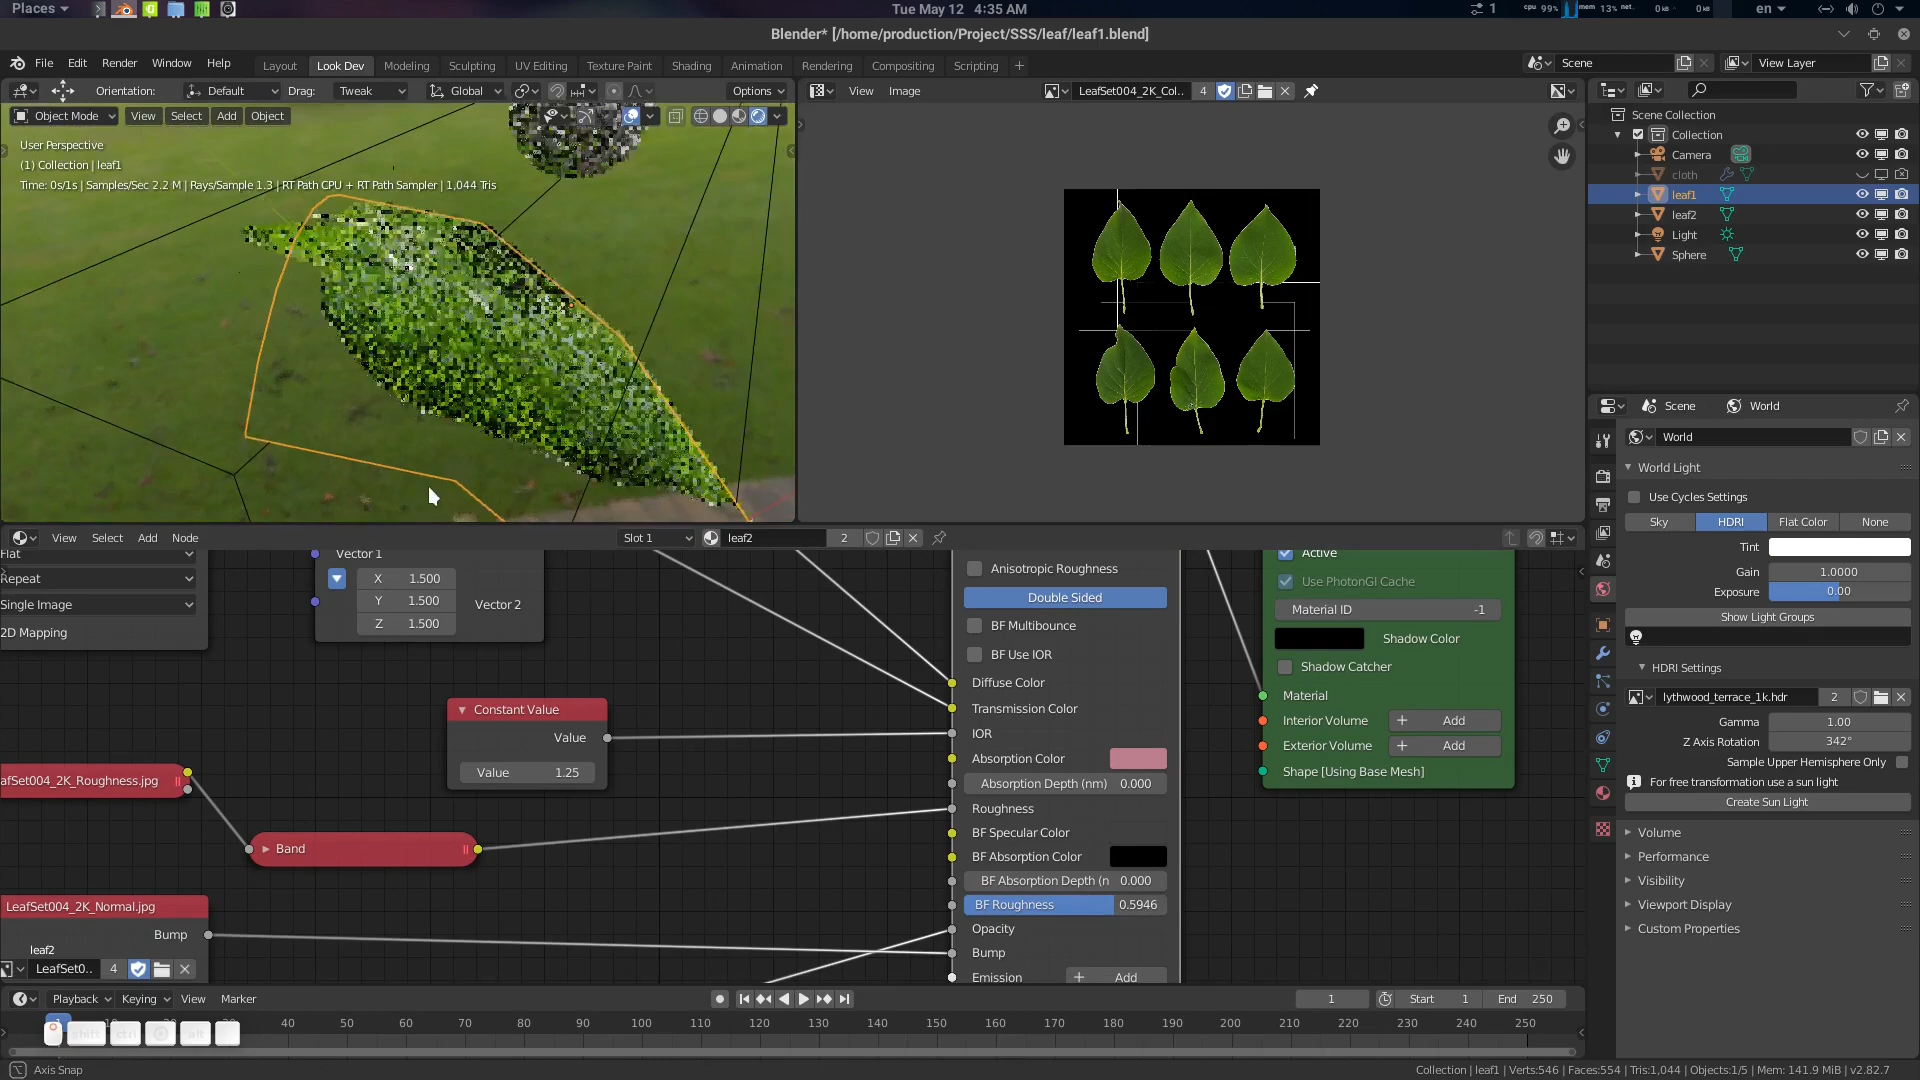 Places
Tue May 12 4:35 AM
1 cpu 99% mem 13% net. 0kB 0kB en
Blender* [/home/production/Project/SSS/leaf/leaf1.blend]
File Edit Render Window Help Layout Look Dev Modeling Sculpting UV Editing Texture Paint Shading Animation Rendering Compositing Scripting + Scene View Layer
Orientation: Default Drag: Tweak Global Options
View Image LeafSet004_2K_Col.. 4
Object Mode View Select Add Object
Scene Collection
Collection
Camera
cloth
leaf1
leaf2
Light
Sphere
User Perspective
(1) Collection | leaf1
Time: 0s/1s | Samples/Sec 2.2 M | Rays/Sample 1.3 | RT Path CPU + RT Path Sampler | 1,044 Tris
Scene World
World
World Light
Use Cycles Settings
Sky HDRI Flat Color None
Tint
Gain 1.0000
Exposure 0.00
Show Light Groups
HDRI Settings
lythwood_terrace_1k.hdr 2
Gamma 1.00
Z Axis Rotation 342°
Sample Upper Hemisphere Only
For free transformation use a sun light
Create Sun Light
Volume
Performance
Visibility
Viewport Display
Custom Properties
View Select Add Node Slot 1 leaf2 2
Flat
Repeat
Single Image
2D Mapping
Vector 1
X 1.500
Y 1.500
Z 1.500
Vector 2
Constant Value
Value
Value 1.25
afSet004_2K_Roughness.jpg
Band
LeafSet004_2K_Normal.jpg
Bump
leaf2
LeafSet0.. 4
Anisotropic Roughness
Double Sided
BF Multibounce
BF Use IOR
Diffuse Color
Transmission Color
IOR
Absorption Color
Absorption Depth (nm) 0.000
Roughness
BF Specular Color
BF Absorption Color
BF Absorption Depth (n 0.000
BF Roughness 0.5946
Opacity
Bump
Emission + Add
Active
Use PhotonGI Cache
Material ID -1
Shadow Color
Shadow Catcher
Material
Interior Volume + Add
Exterior Volume + Add
Shape [Using Base Mesh]
Playback Keying View Marker 1 Start 1 End 250
1 10 20 30 40 50 60 70 80 90 100 110 120 130 140 150 160 170 180 190 200 210 220 230 240 250
shift ctrl alt
Axis Snap
Collection | leaf1 | Verts:546 | Faces:554 | Tris:1,044 | Objects:1/5 | Mem: 141.9 MiB | v2.82.7